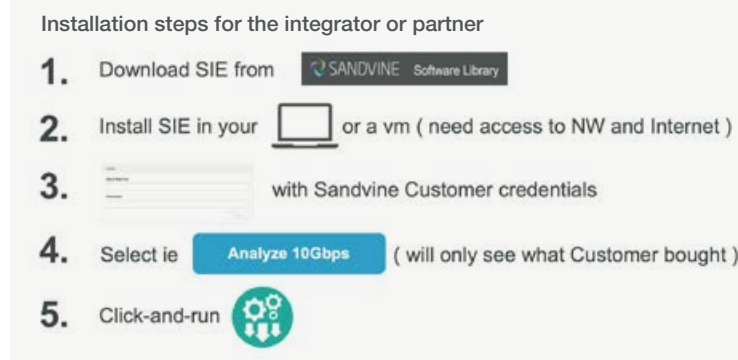 Installation steps for the integrator or partner
1. Download SIE from SANDVINE Software Library
2. Install SIE in your or a vm ( need access to NW and Internet )
3. with Sandvine Customer credentials
4. Select ie Analyze 10Gbps ( will only see what Customer bought )
5. Click-and-run